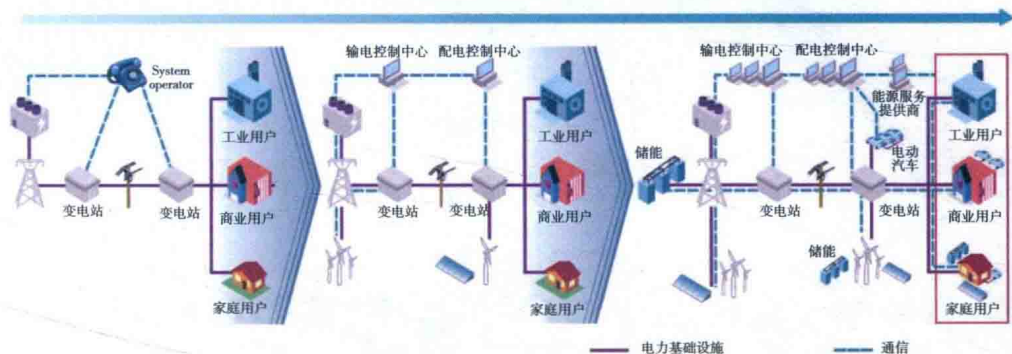 System
operator
工业用户
变电站
变电站
商业用户
家庭用户
输电控制中心
配电控制中心
工业用户
变电站
变电站
商业用户
家庭用户
输电控制中心
配电控制中心
能源服务
提供商
工业用户
储能
电动
汽车
变电站
变电站
商业用户
储能
家庭用户
电力基础设施
通信